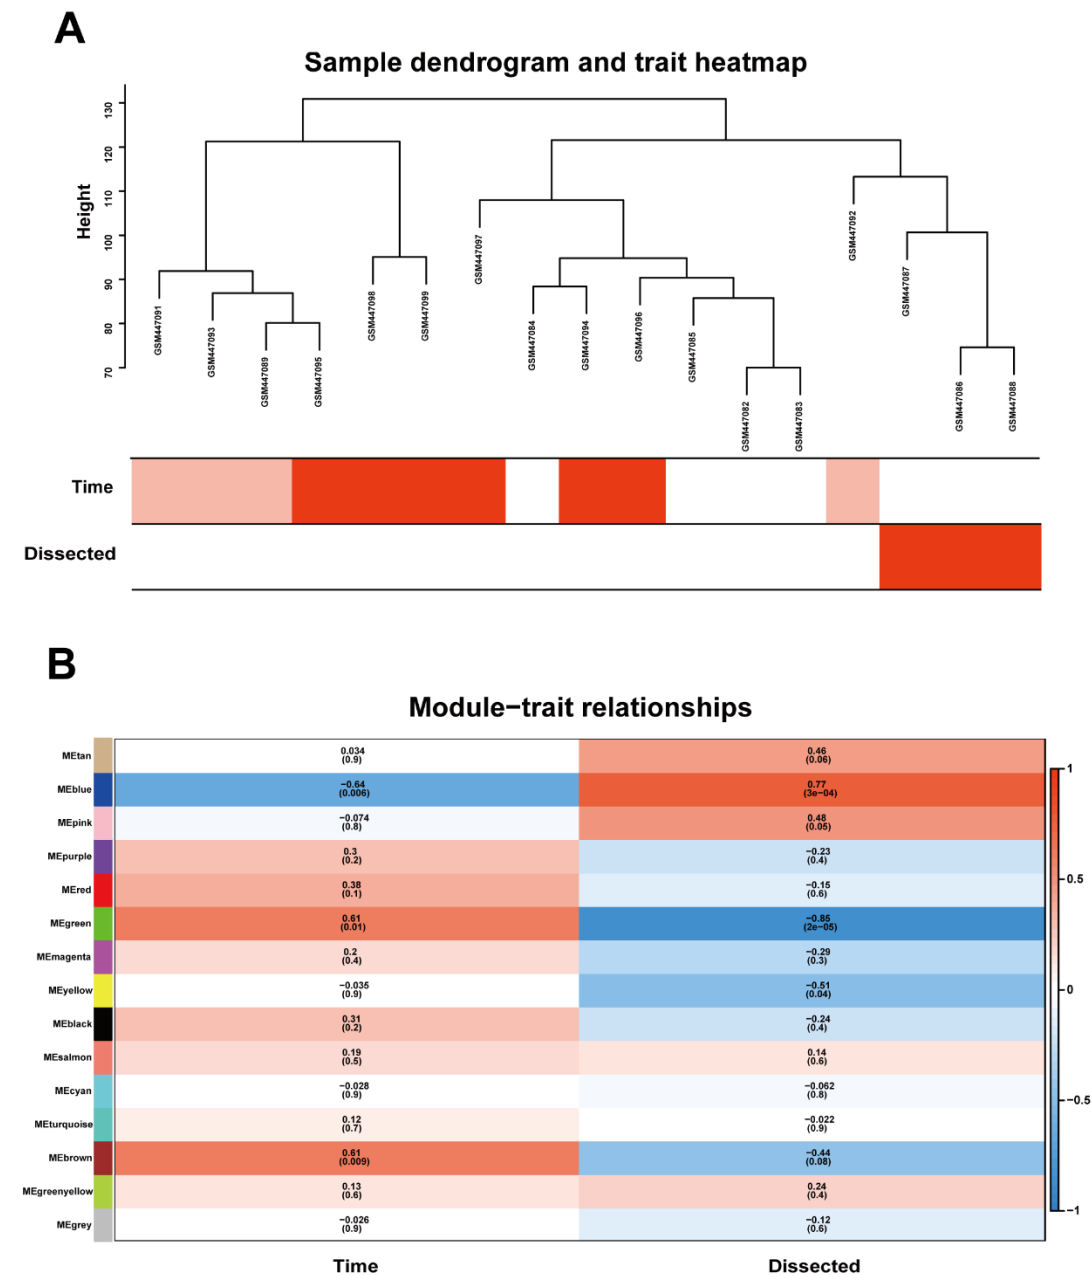 A
Sample dendrogram and trait heatmap
Height
130
120
110
100
90
80
70
GSM447091
GSM447093
GSM447089
GSM447095
GSM447098
GSM447099
GSM447097
GSM447084
GSM447094
GSM447096
GSM447085
GSM447082
GSM447083
GSM447092
GSM447087
GSM447086
GSM447088
Time
Dissected
B
Module−trait relationships
MEtan 0.034 0.46
(0.9) (0.06)
MEblue −0.64 0.77
(0.006) (3e−04)
MEpink −0.074 0.48
(0.8) (0.05)
MEpurple 0.3 −0.23
(0.2) (0.4)
MEred 0.38 −0.15
(0.1) (0.6)
MEgreen 0.61 −0.85
(0.01) (2e−05)
MEmagenta 0.2 −0.29
(0.4) (0.3)
MEyellow −0.035 −0.51
(0.9) (0.04)
MEblack 0.31 −0.24
(0.2) (0.4)
MEsalmon 0.19 0.14
(0.5) (0.6)
MEcyan −0.028 −0.062
(0.9) (0.8)
MEturquoise 0.12 −0.022
(0.7) (0.9)
MEbrown 0.61 −0.44
(0.009) (0.08)
MEgreenyellow 0.13 0.24
(0.6) (0.4)
MEgrey −0.026 −0.12
(0.9) (0.6)
1
0.5
0
−0.5
−1
Time Dissected